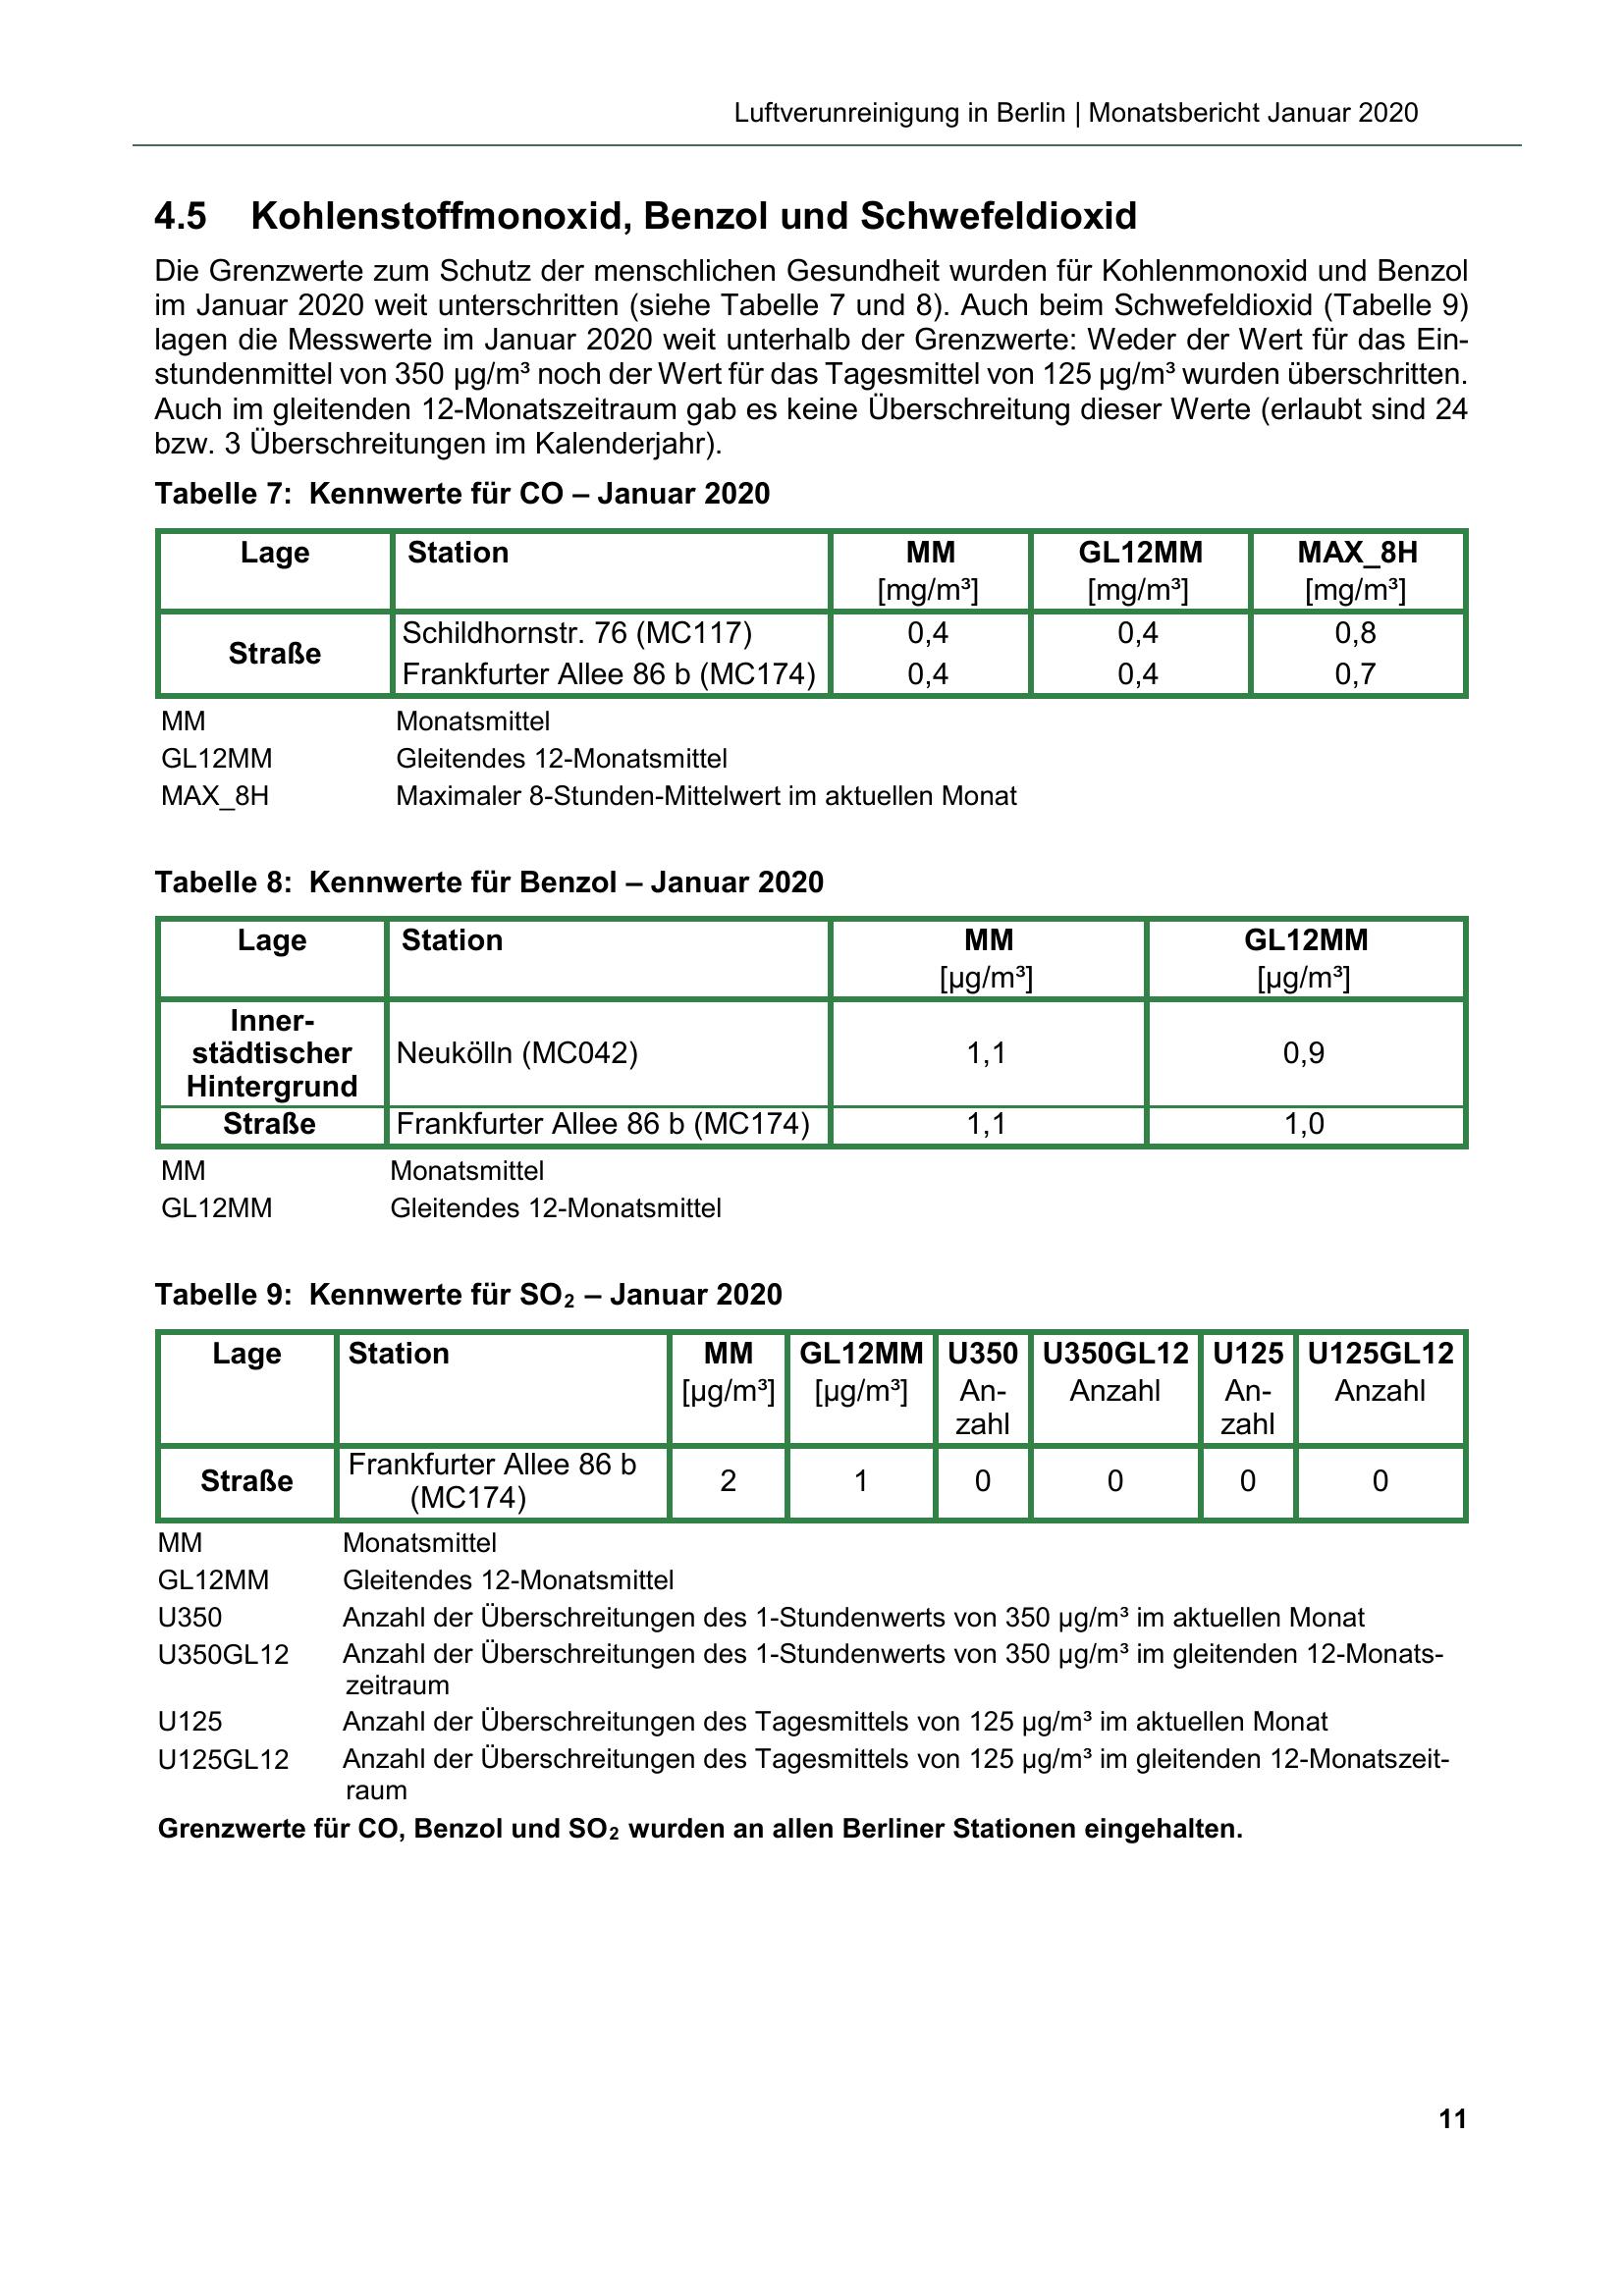 Luftverunreinigung in Berlin | Monatsbericht Januar 2020
4.5 Kohlenstoffmonoxid, Benzol und Schwefeldioxid
Die Grenzwerte zum Schutz der menschlichen Gesundheit wurden für Kohlenmonoxid und Benzol
im Januar 2020 weit unterschritten (siehe Tabelle 7 und 8). Auch beim Schwefeldioxid (Tabelle 9)
lagen die Messwerte im Januar 2020 weit unterhalb der Grenzwerte: Weder der Wert für das Ein-
stundenmittel von 350 µg/m³ noch der Wert für das Tagesmittel von 125 µg/m³ wurden überschritten.
Auch im gleitenden 12-Monatszeitraum gab es keine Überschreitung dieser Werte (erlaubt sind 24
bzw. 3 Überschreitungen im Kalenderjahr).
Tabelle 7: Kennwerte für CO – Januar 2020
Lage Station MM GL12MM MAX_8H
[mg/m³] [mg/m³] [mg/m³]
Straße
Schildhornstr. 76 (MC117) 0,4 0,4 0,8
Frankfurter Allee 86 b (MC174) 0,4 0,4 0,7
MM Monatsmittel
GL12MM Gleitendes 12-Monatsmittel
MAX_8H Maximaler 8-Stunden-Mittelwert im aktuellen Monat
Tabelle 8: Kennwerte für Benzol – Januar 2020
Lage Station MM GL12MM
[µg/m³] [µg/m³]
Inner-
städtischer Neukölln (MC042) 1,1 0,9
Hintergrund
Straße Frankfurter Allee 86 b (MC174) 1,1 1,0
MM Monatsmittel
GL12MM Gleitendes 12-Monatsmittel
Tabelle 9: Kennwerte für SO₂ – Januar 2020
Lage Station MM GL12MM U350 U350GL12 U125 U125GL12
[µg/m³] [µg/m³] An- Anzahl An- Anzahl
zahl zahl
Frankfurter Allee 86 b
Straße 2 1 0 0 0 0
(MC174)
MM Monatsmittel
GL12MM Gleitendes 12-Monatsmittel
U350 Anzahl der Überschreitungen des 1-Stundenwerts von 350 µg/m³ im aktuellen Monat
U350GL12 Anzahl der Überschreitungen des 1-Stundenwerts von 350 µg/m³ im gleitenden 12-Monats-
zeitraum
U125 Anzahl der Überschreitungen des Tagesmittels von 125 µg/m³ im aktuellen Monat
U125GL12 Anzahl der Überschreitungen des Tagesmittels von 125 µg/m³ im gleitenden 12-Monatszeit-
raum
Grenzwerte für CO, Benzol und SO₂ wurden an allen Berliner Stationen eingehalten.
11